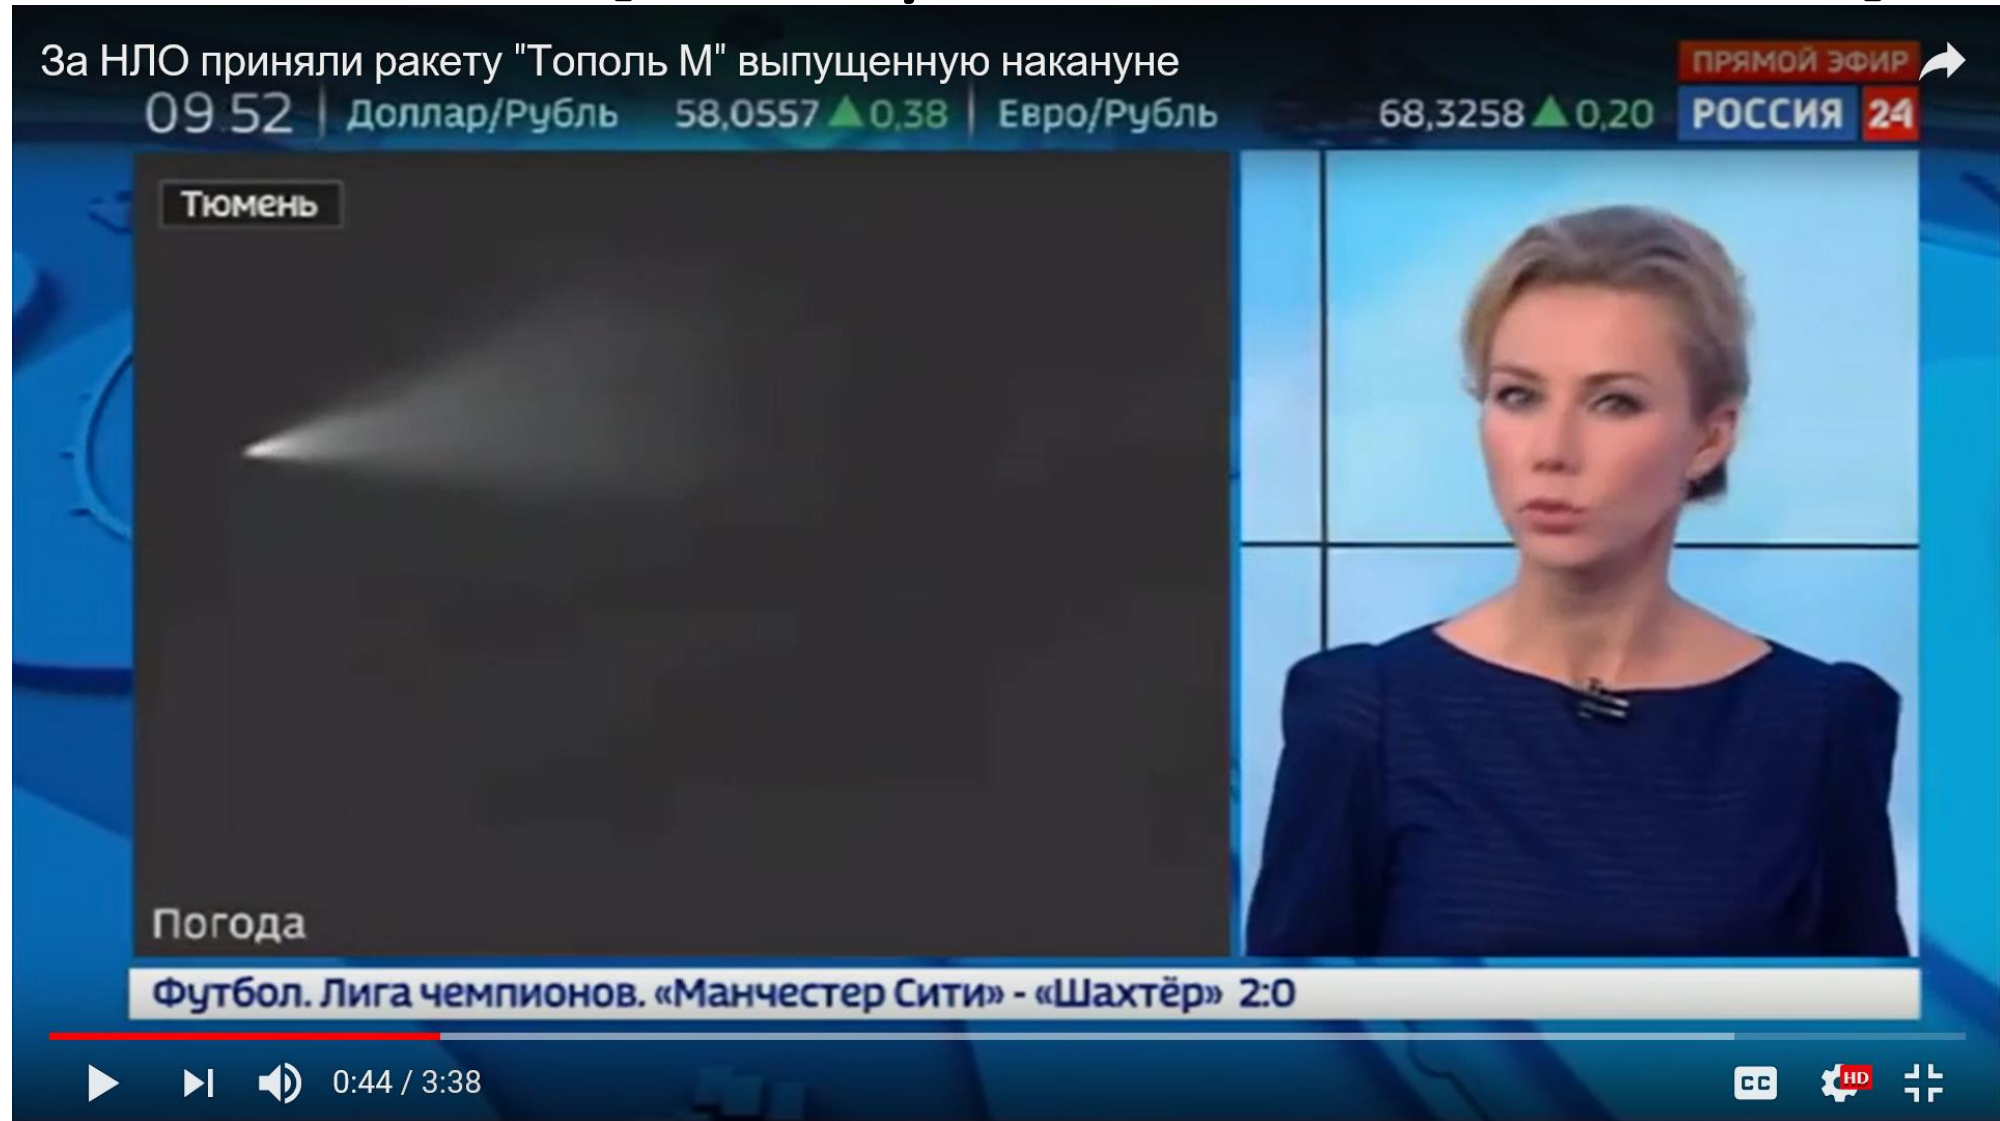 За НЛО приняли ракету "Тополь М" выпущенную накануне
ПРЯМОЙ ЭФИР
09:52 Доллар/Рубль 58,0557 ▲ 0,38 Евро/Рубль 68,3258 ▲ 0,20 РОССИЯ 24
Тюмень
Погода
Футбол. Лига чемпионов. «Манчестер Сити» - «Шахтёр» 2:0
0:44 / 3:38
CC
HD